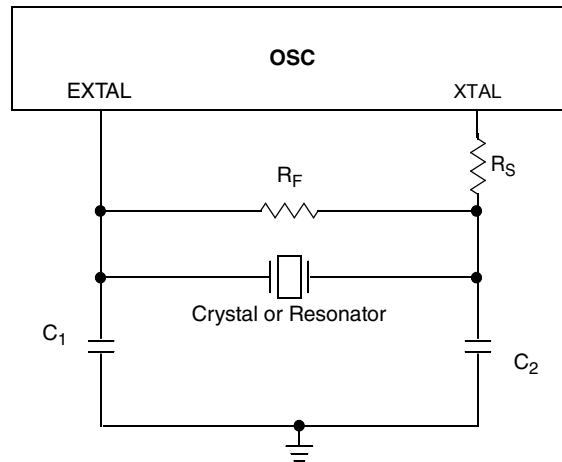 OSC
EXTAL
XTAL
R_S
R_F
Crystal or Resonator
C_1
C_2